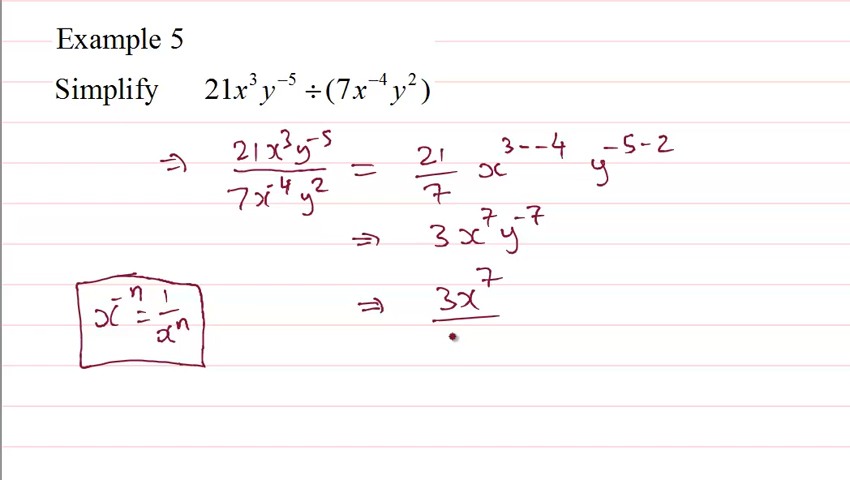 Example 5
Simplify 21x³y⁻⁵ ÷ (7x⁻⁴y²)
⇒ 21x³y⁻⁵ / 7x⁻⁴y² = 21/7 x³⁻⁻⁴ y⁻⁵⁻²
⇒ 3x⁷y⁻⁷
x⁻ⁿ = 1/xⁿ ⇒ 3x⁷/